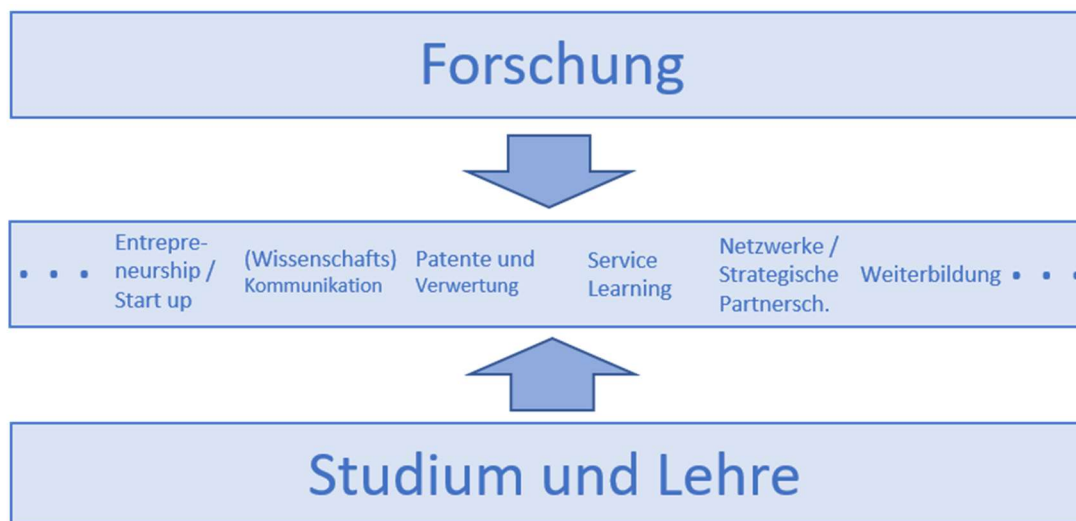 Forschung
. . .
Entrepre-
neurship /
Start up
(Wissenschafts)
Kommunikation
Patente und
Verwertung
Service
Learning
Netzwerke /
Strategische
Partnersch.
Weiterbildung
. . .
Studium und Lehre